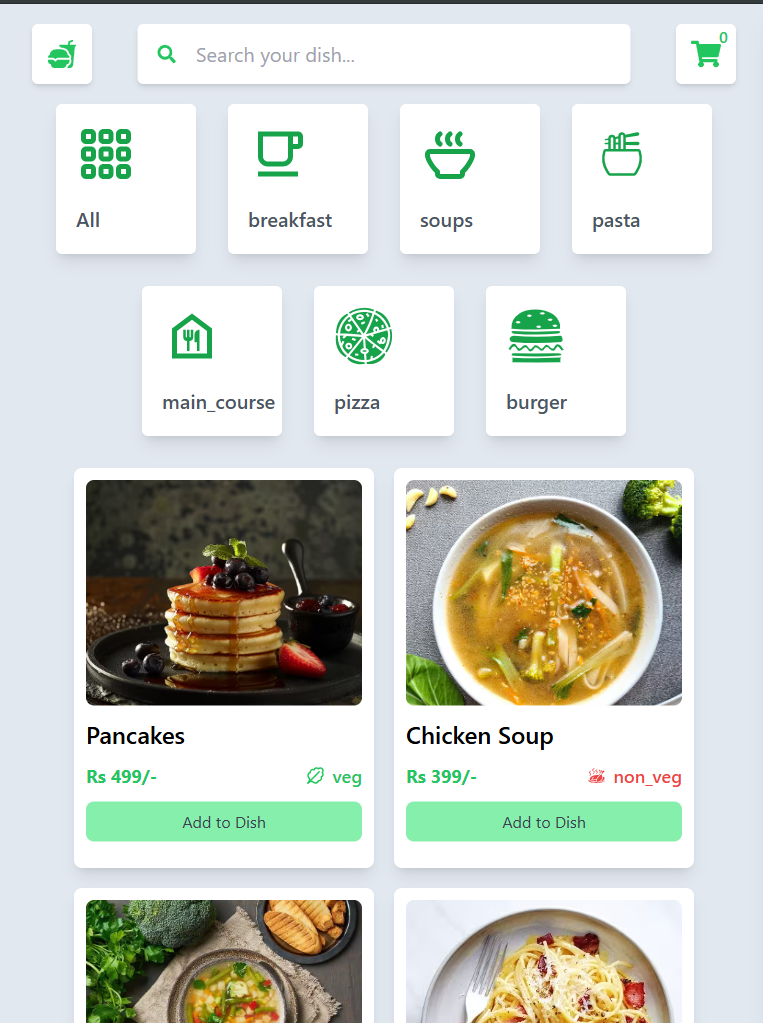 Search your dish...
0
All
breakfast
soups
pasta
main_course
pizza
burger
Pancakes
Rs 499/-
veg
Add to Dish
Chicken Soup
Rs 399/-
non_veg
Add to Dish